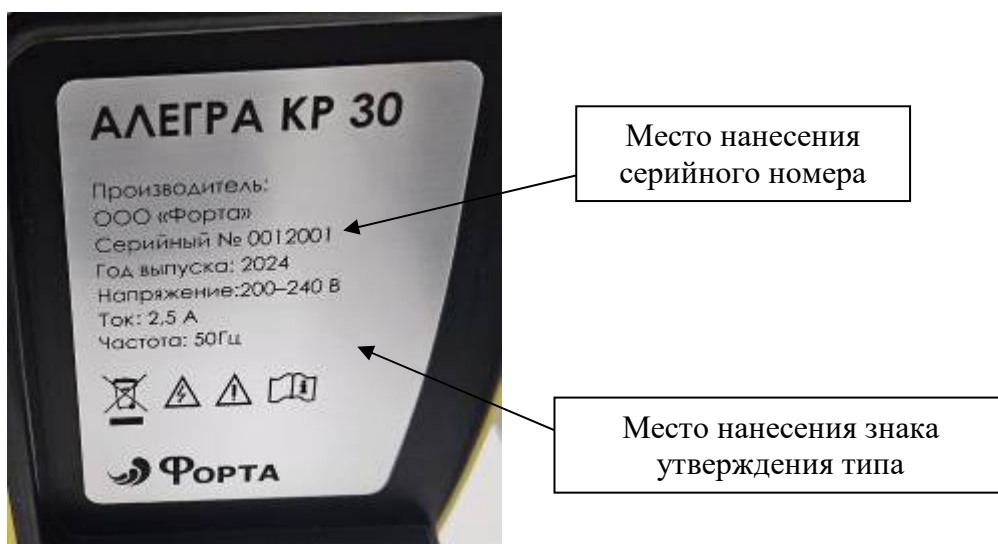 АЛЕГРА КР 30
Производитель:
ООО «Форта»
Серийный № 0012001
Год выпуска: 2024
Напряжение:200–240 В
Ток: 2,5 А
Частота: 50Гц
ФОРТА
Место нанесения
серийного номера
Место нанесения знака
утверждения типа